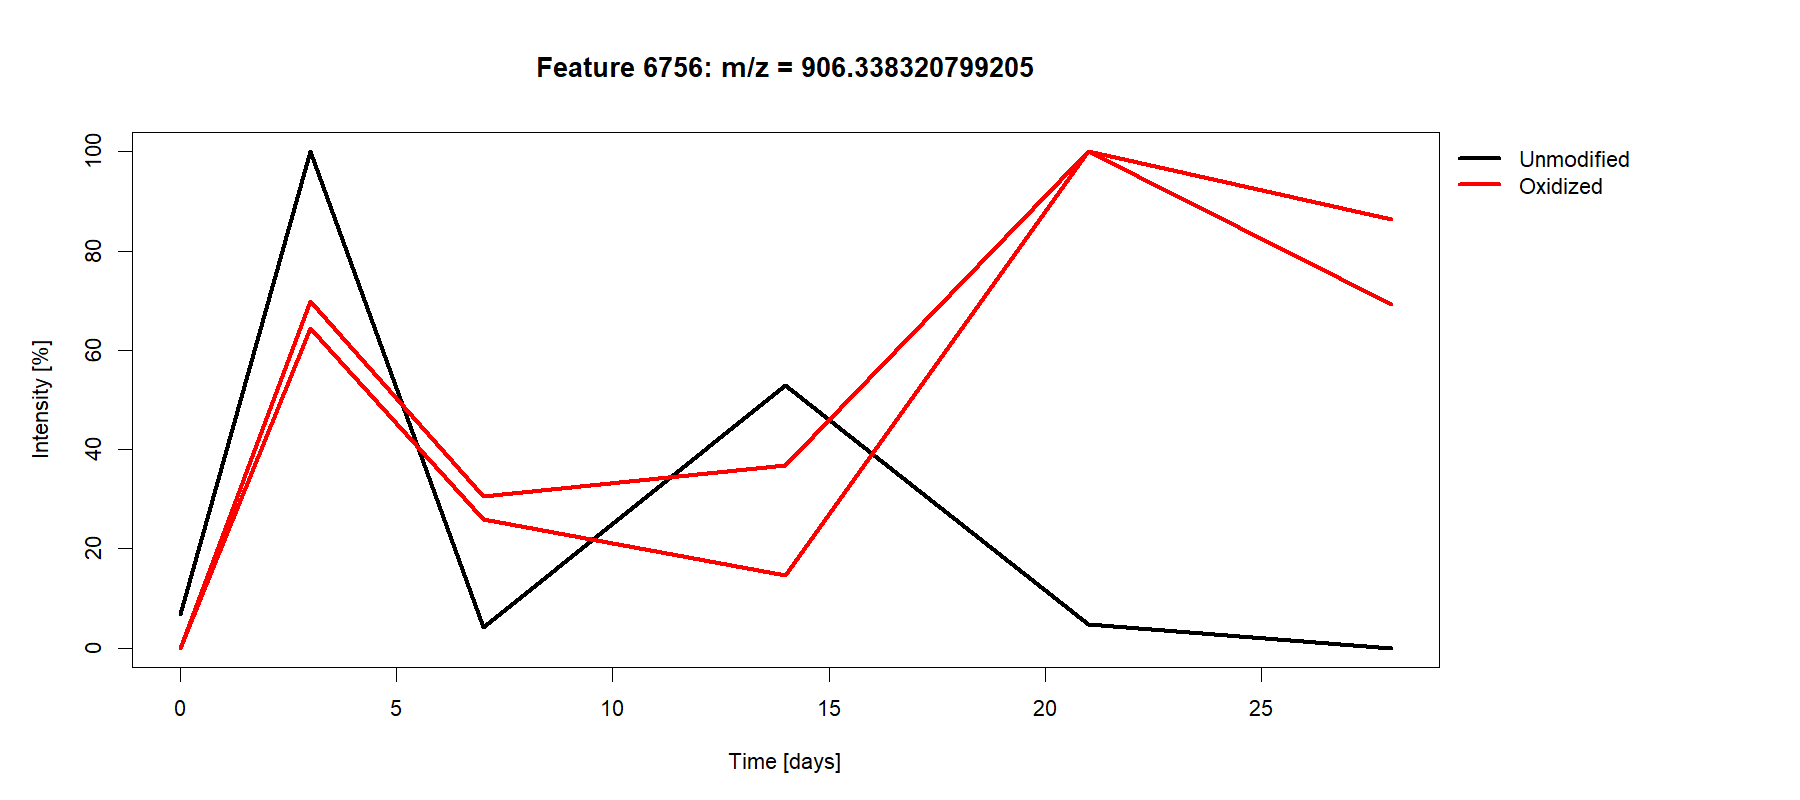 Feature 6756: m/z = 906.338320799205
Unmodified
Oxidized
Intensity [%]
100
80
60
40
20
0
0 5 10 15 20 25
Time [days]